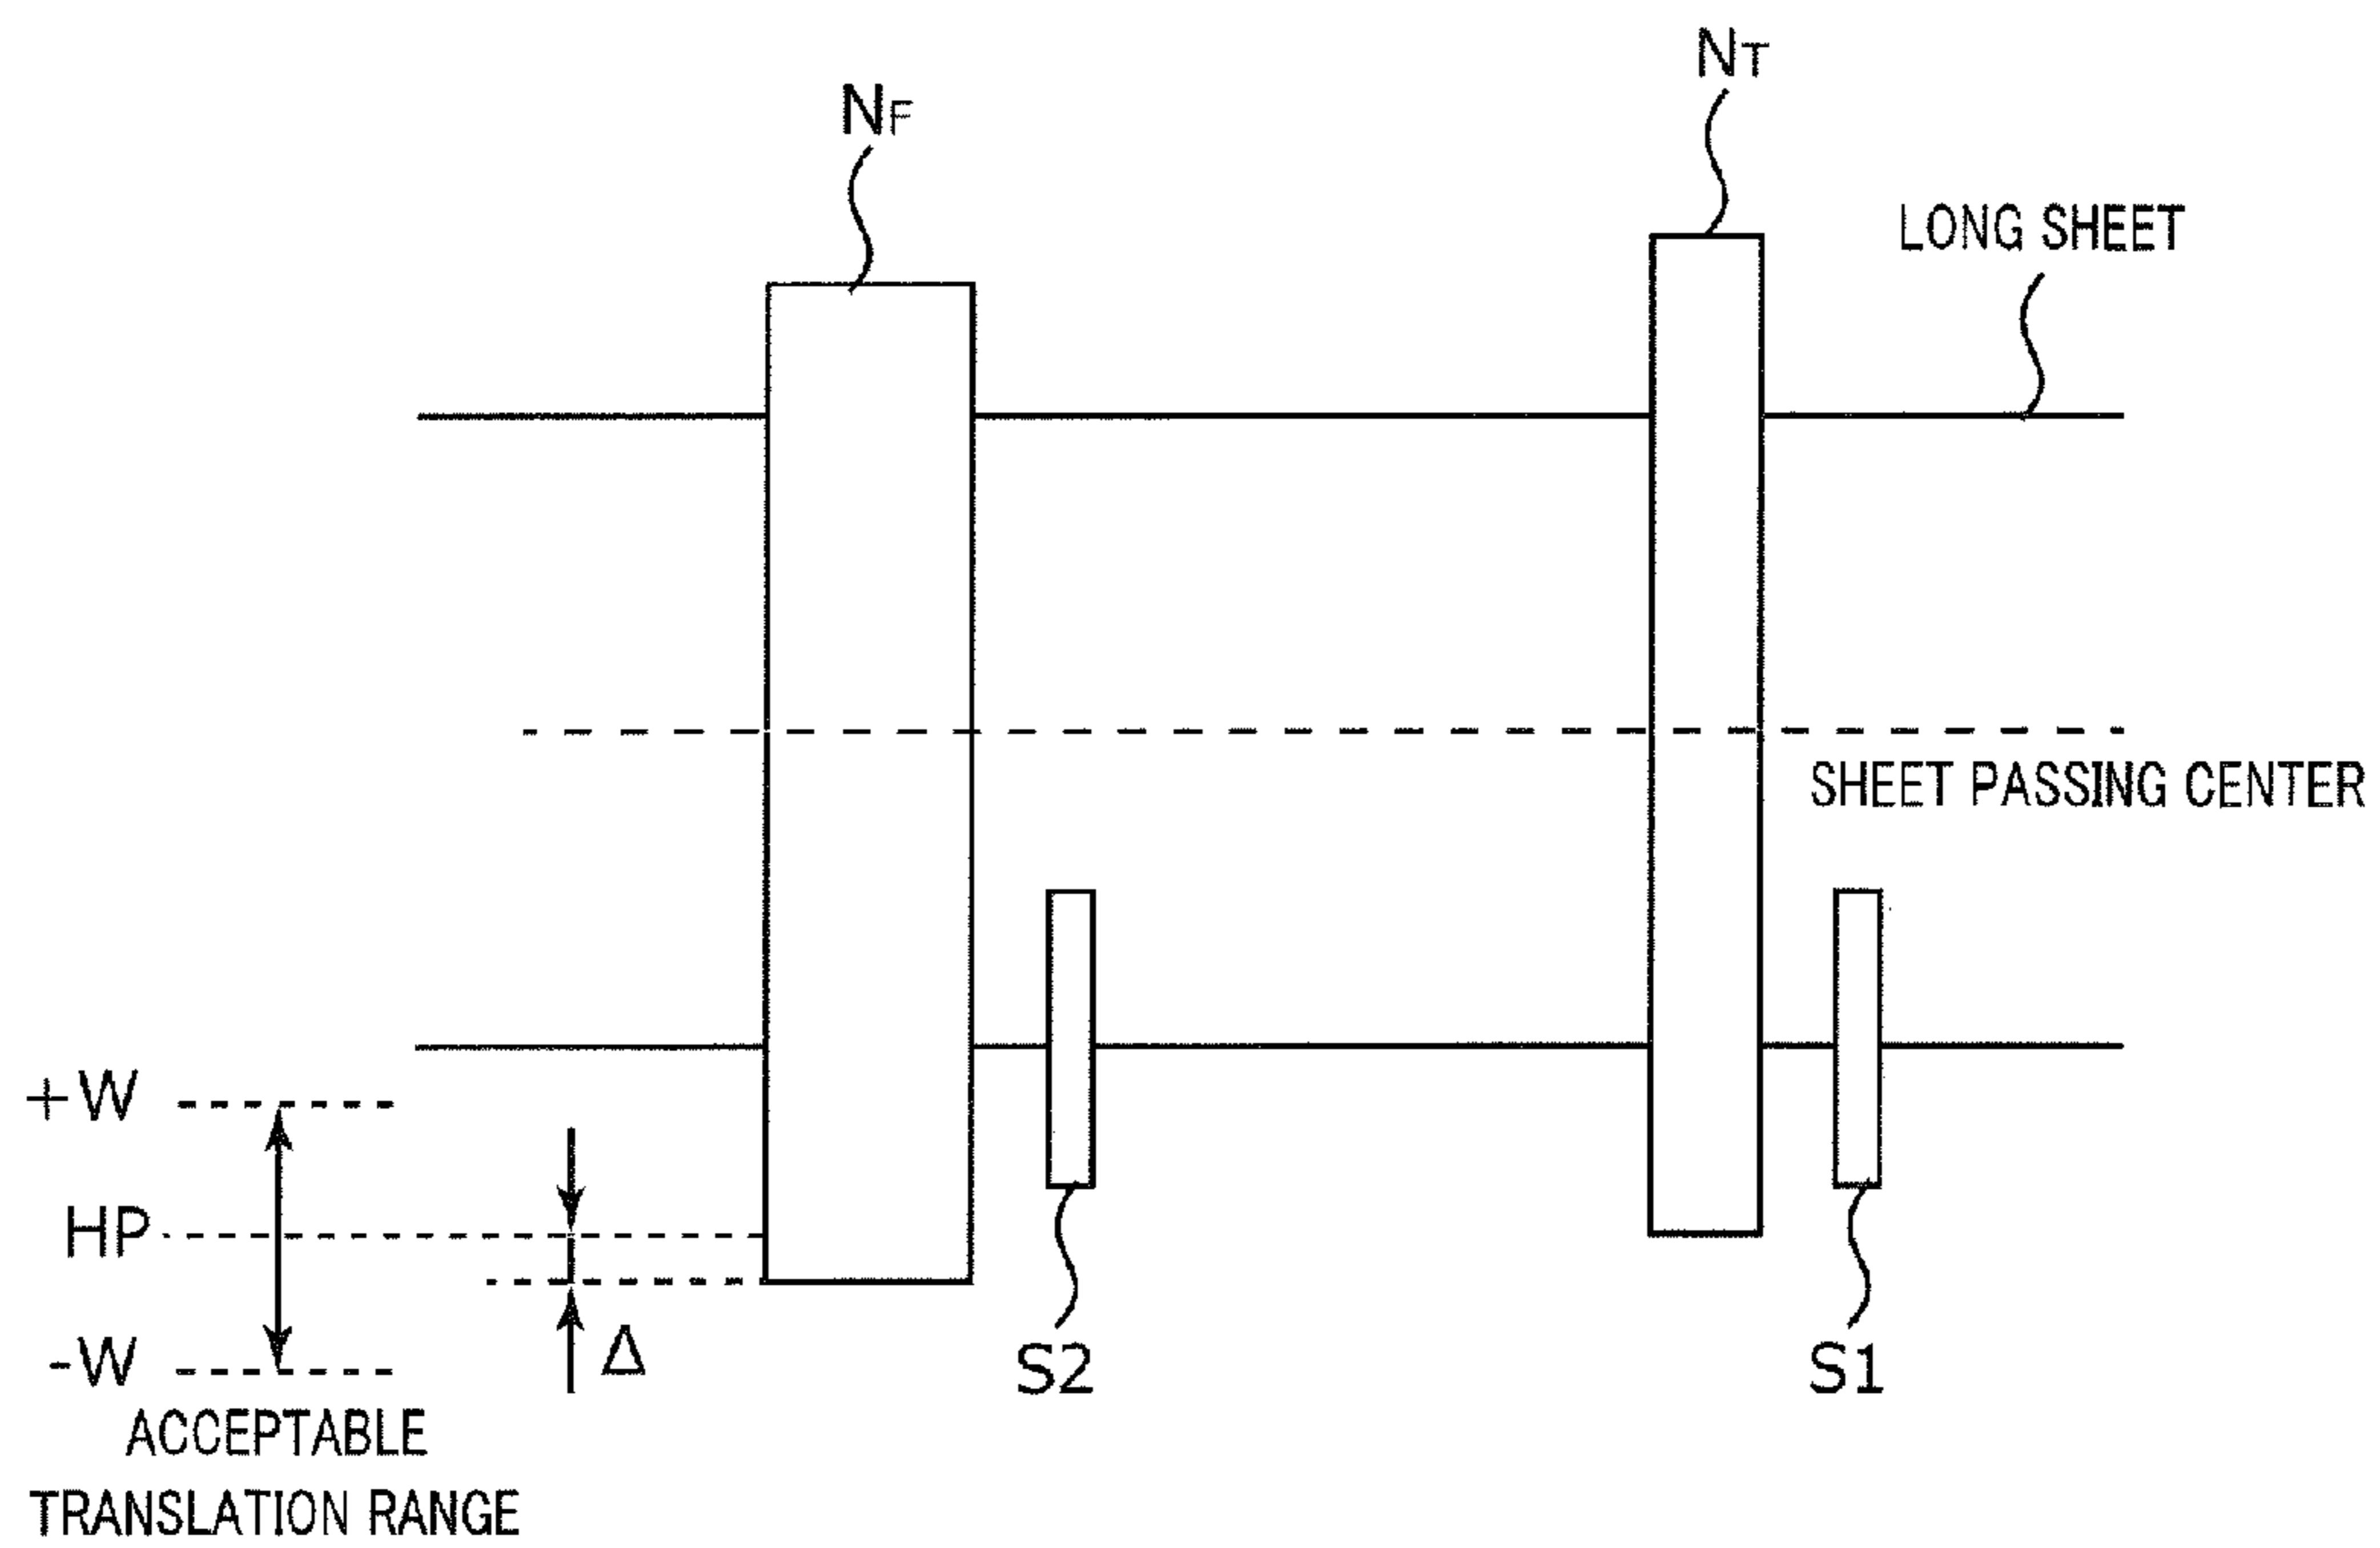 NT
NF
LONG SHEET
SHEET PASSING CENTER
+W
HP
-W
Δ
S2
S1
ACCEPTABLE
TRANSLATION RANGE